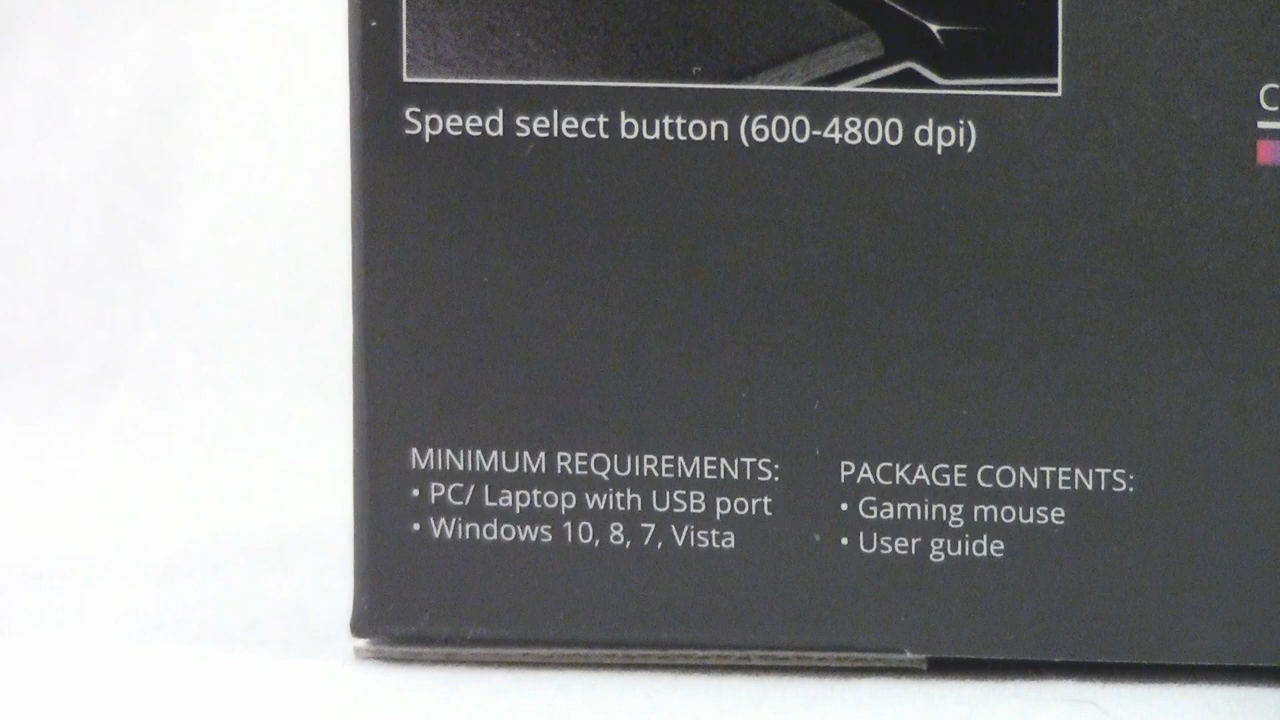 Speed select button (600-4800 dpi)
C
MINIMUM REQUIREMENTS:
• PC/ Laptop with USB port
• Windows 10, 8, 7, Vista
PACKAGE CONTENTS:
• Gaming mouse
• User guide